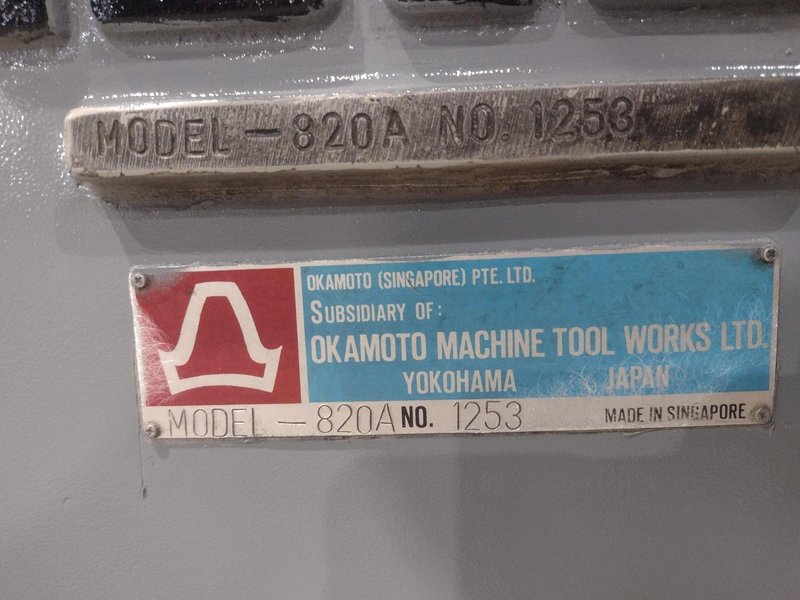 MODEL-820A NO. 1253
OKAMOTO (SINGAPORE) PTE. LTD.
SUBSIDIARY OF:
OKAMOTO MACHINE TOOL WORKS LTD.
YOKOHAMA JAPAN
MODEL-820A NO. 1253 MADE IN SINGAPORE